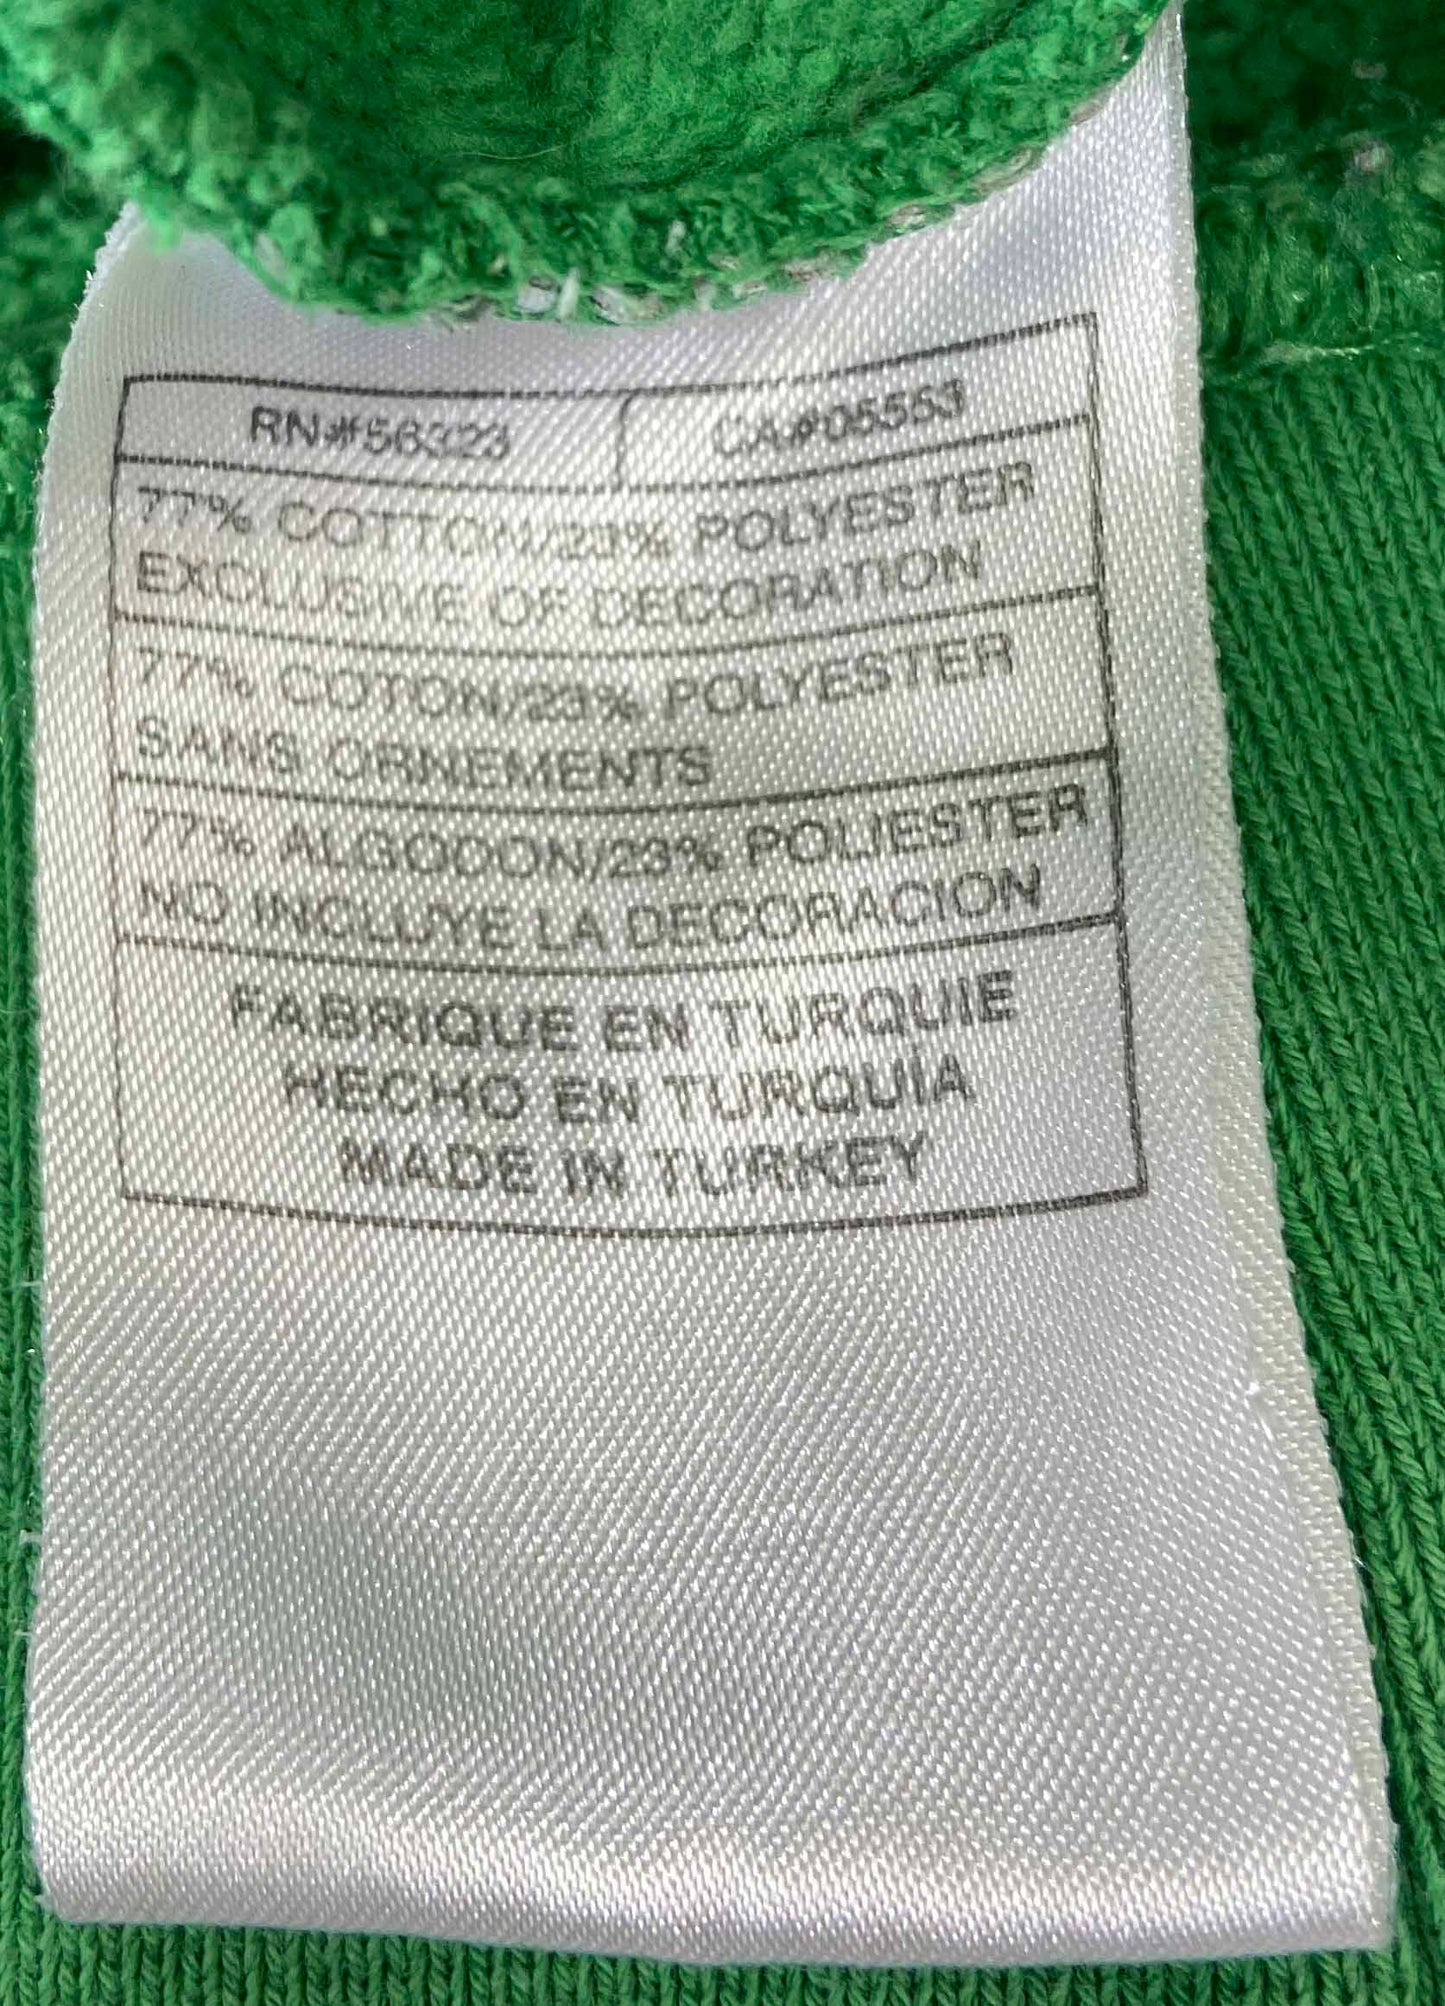 RN#56323 CA#05553
77% COTTON/23% POLYESTER
EXCLUSIVE OF DECORATION
77% COTON/23% POLYESTER
SANS ORNEMENTS
77% ALGODON/23% POLIESTER
NO INCLUYE LA DECORACION
FABRIQUE EN TURQUIE
HECHO EN TURQUÍA
MADE IN TURKEY